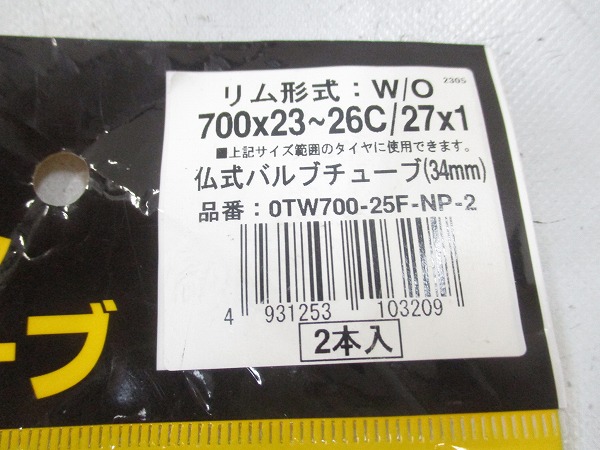 2305
リム形式：W/O
700x23~26C/27x1
■上記サイズ範囲のタイヤに使用できます。
仏式バルブチューブ(34mm)
品番：0TW700-25F-NP-2
4 931253 103209
2本入
ーブ